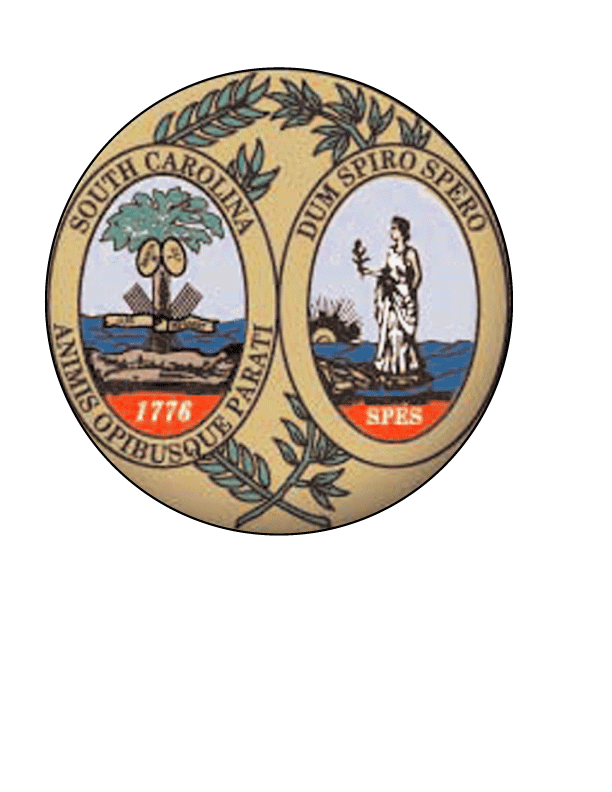 SOUTH CAROLINA
1776
ANIMIS OPIBUSQUE PARATI
DUM SPIRO SPERO
SPES